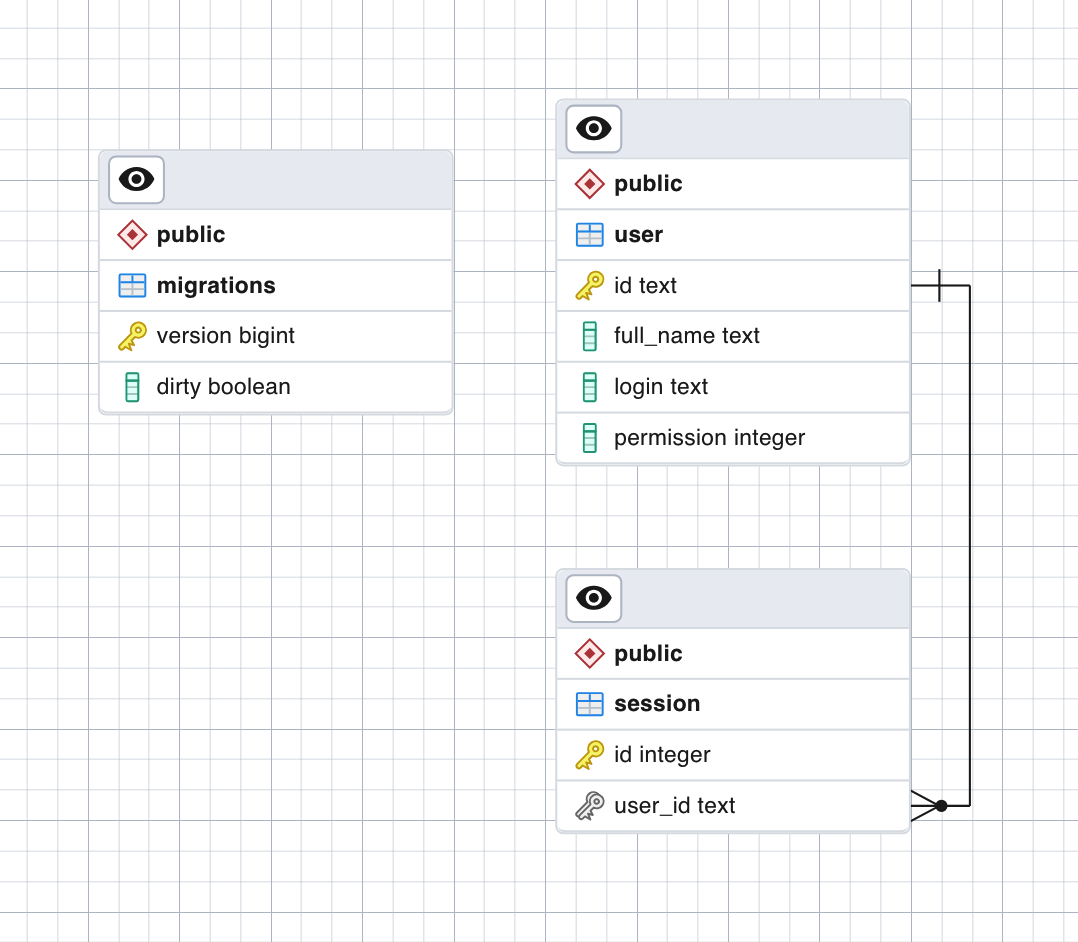 public
migrations
version bigint
dirty boolean
public
user
id text
full_name text
login text
permission integer
public
session
id integer
user_id text